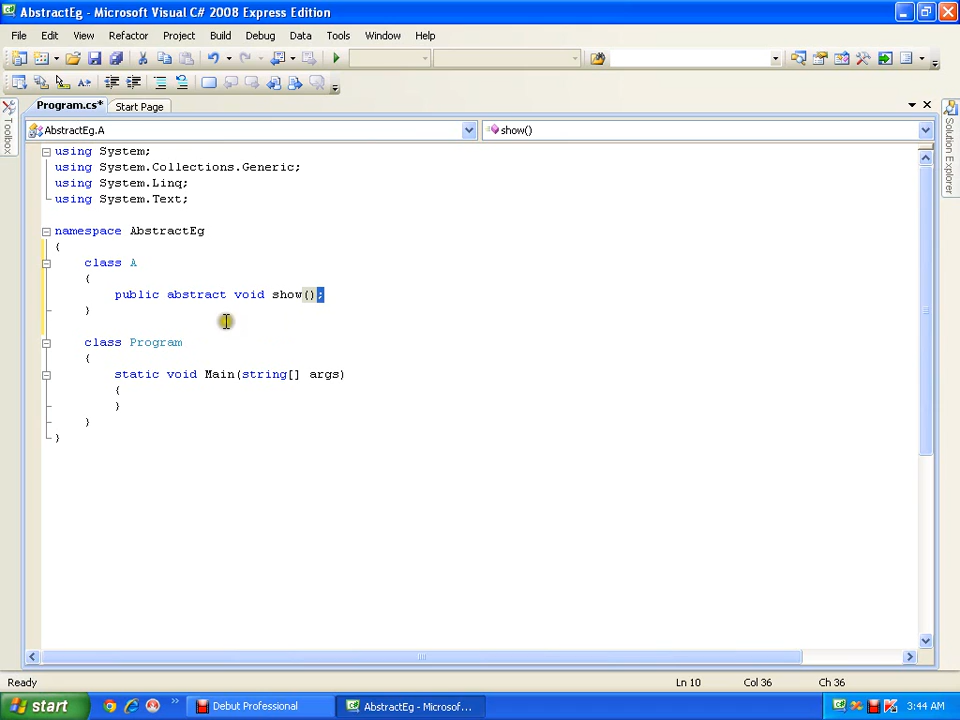 AbstractEg - Microsoft Visual C# 2008 Express Edition
File Edit View Refactor Project Build Debug Data Tools Window Help
Program.cs* Start Page
Toolbox
Solution Explorer
AbstractEg.A show()
using System;
using System.Collections.Generic;
using System.Linq;
using System.Text;
namespace AbstractEg
{
class A
{
public abstract void show();
}
class Program
{
static void Main(string[] args)
{
}
}
}
Ready Ln 10 Col 36 Ch 36
start Debut Professional AbstractEg - Microsof... 3:44 AM